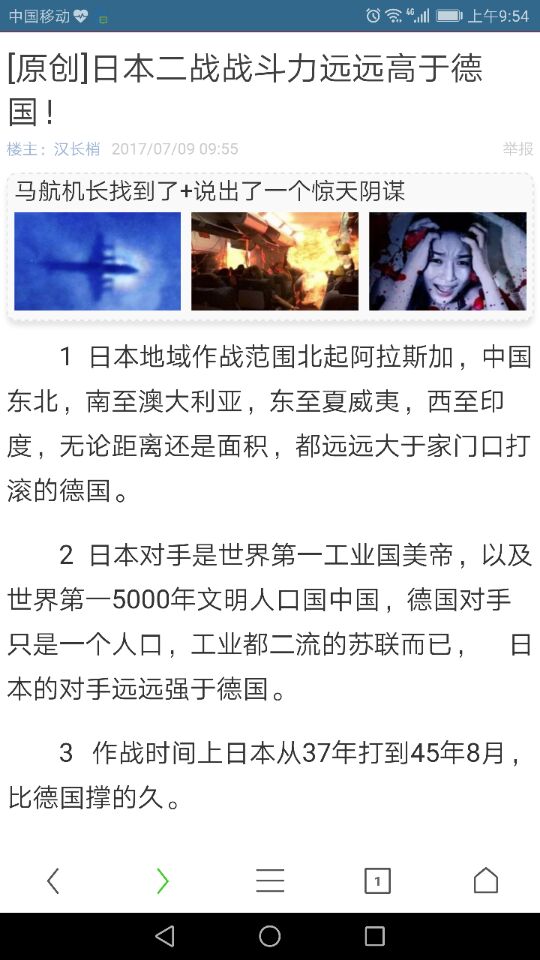 中国移动
4G
上午9:54
[原创]日本二战战斗力远远高于德
国！
楼主：汉长梢 2017/07/09 09:55 举报
马航机长找到了+说出了一个惊天阴谋
1 日本地域作战范围北起阿拉斯加，中国
东北，南至澳大利亚，东至夏威夷，西至印
度，无论距离还是面积，都远远大于家门口打
滚的德国。
2 日本对手是世界第一工业国美帝，以及
世界第一5000年文明人口国中国，德国对手
只是一个人口，工业都二流的苏联而已， 日
本的对手远远强于德国。
3 作战时间上日本从37年打到45年8月，
比德国撑的久。
1